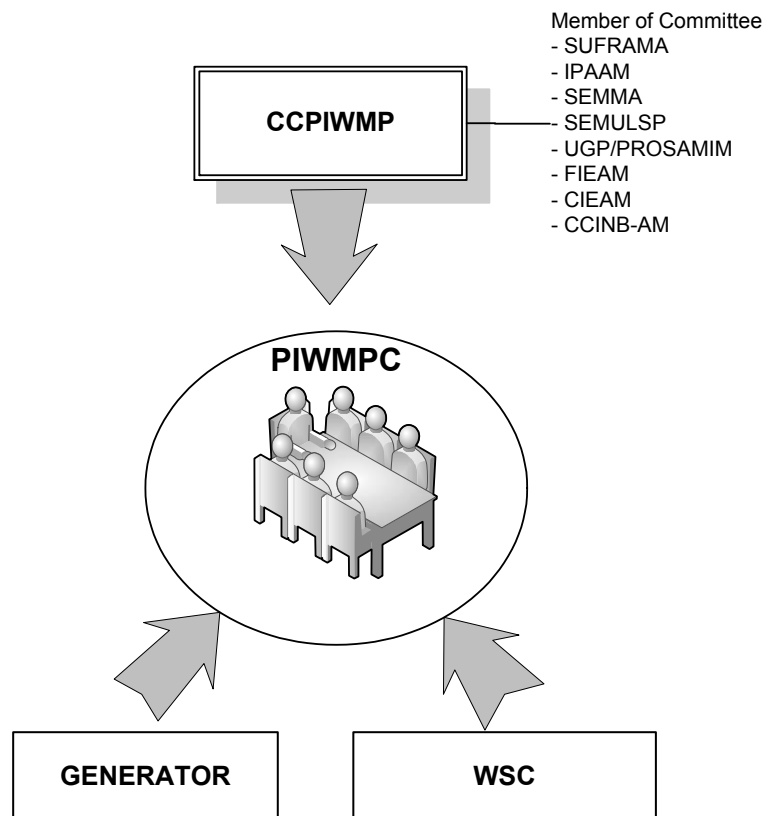 Member of Committee
- SUFRAMA
- IPAAM
- SEMMA
- SEMULSP
- UGP/PROSAMIM
- FIEAM
- CIEAM
- CCINB-AM
CCPIWMP
PIWMPC
GENERATOR
WSC